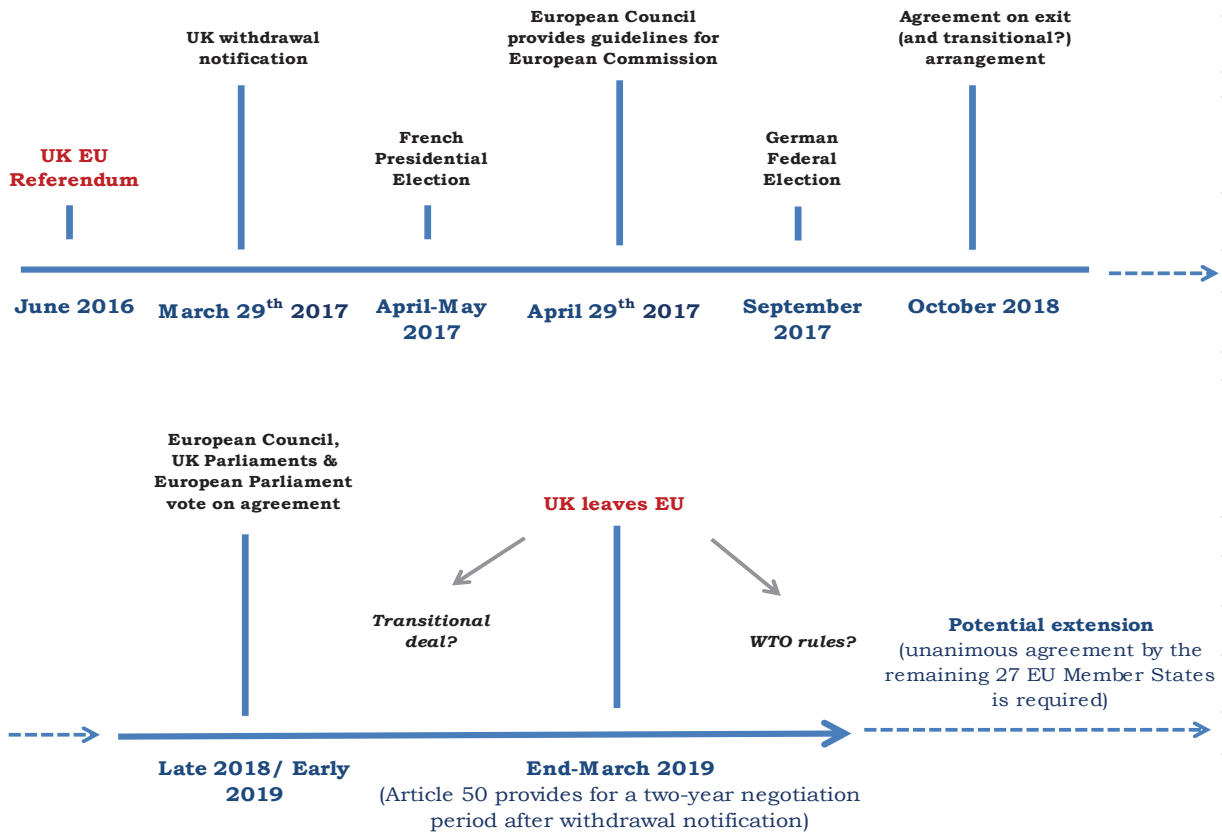 UK withdrawal
notification
European Council
provides guidelines for
European Commission
Agreement on exit
(and transitional?)
arrangement
UK EU
Referendum
French
Presidential
Election
German
Federal
Election
June 2016
March 29th 2017
April-May
2017
April 29th 2017
September
2017
October 2018
European Council,
UK Parliaments &
European Parliament
vote on agreement
UK leaves EU
Transitional
deal?
WTO rules?
Potential extension
(unanimous agreement by the
remaining 27 EU Member States
is required)
Late 2018/ Early
2019
End-March 2019
(Article 50 provides for a two-year negotiation
period after withdrawal notification)